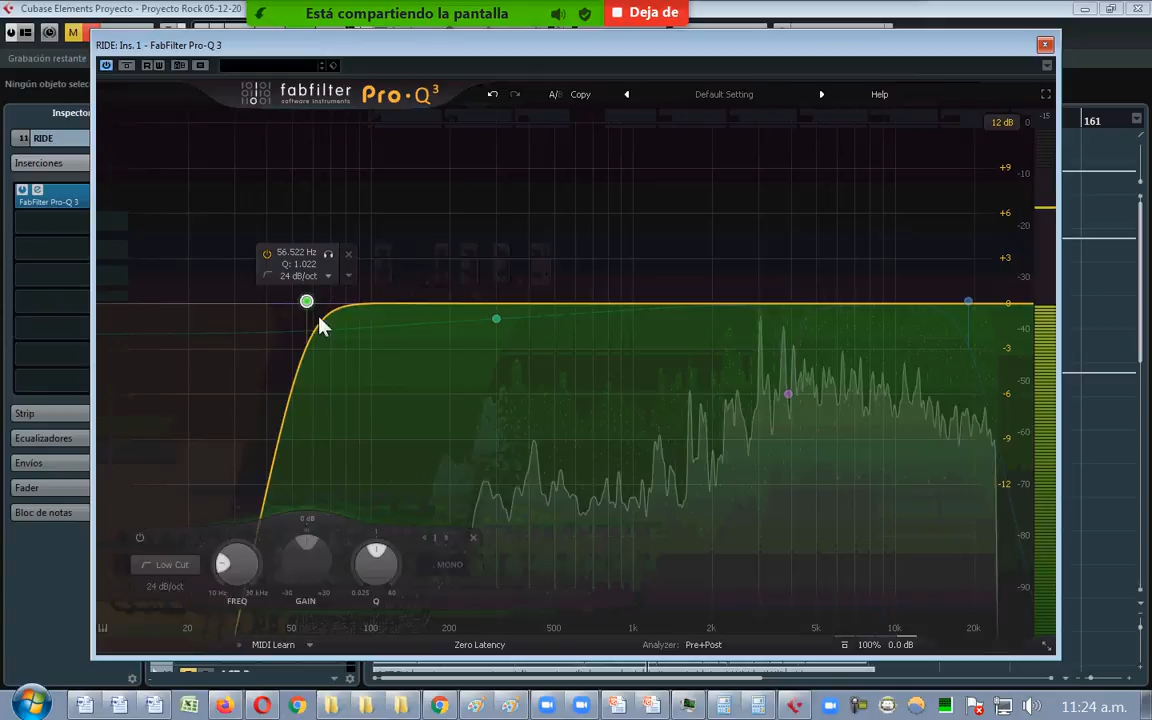 Cubase Elements Proyecto - Proyecto Rock 05-12-20
Está compartiendo la pantalla
Deja de
M
Grabación restante
RIDE: Ins. 1 - FabFilter Pro-Q 3
Ningún objeto selec
R W
fabfilter
software instruments
Pro·Q3
A/B Copy
Default Setting
Help
Inspector
12 dB
0
-15
161
11 RIDE
Inserciones
+9
-10
FabFilter Pro-Q 3
+6
-20
56.522 Hz
Q: 1.022
24 dB/oct
+3
-30
0
-40
-3
-50
-6
-60
Strip
Ecualizadores
-9
Envíos
-12
-70
Fader
Bloc de notas
0 dB
1
-80
Low Cut
24 dB/oct
MONO
-90
10 Hz 30 kHz
-30 +30
0.025 60
FREQ
GAIN
Q
20 50 100 200 500 1k 2k 5k 10k 20k
MIDI Learn
Zero Latency
Analyzer: Pre+Post
100% 0.0 dB
11:24 a.m.